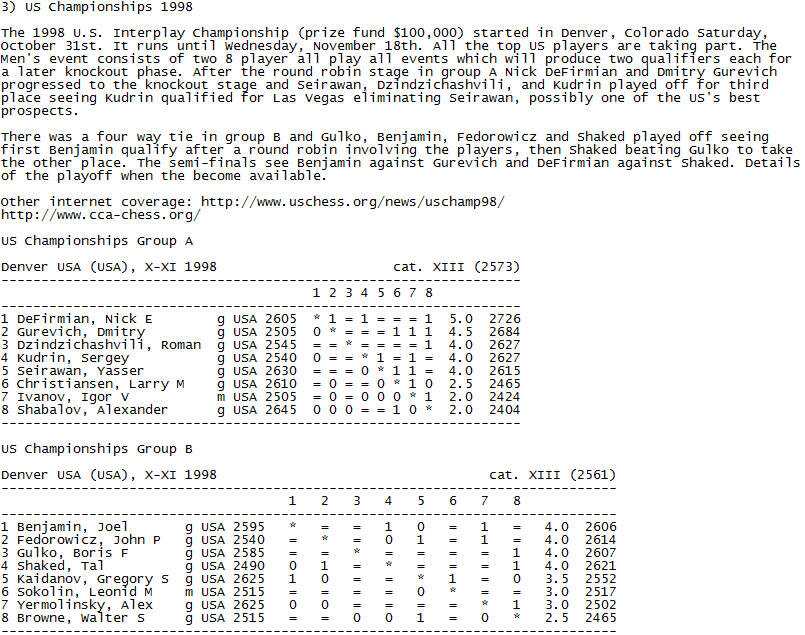 3) US Championships 1998
The 1998 U.S. Interplay Championship (prize fund $100,000) started in Denver, Colorado Saturday,
October 31st. It runs until Wednesday, November 18th. All the top US players are taking part. The
Men's event consists of two 8 player all play all events which will produce two qualifiers each for
a later knockout phase. After the round robin stage in group A Nick DeFirmian and Dmitry Gurevich
progressed to the knockout stage and Seirawan, Dzindzichashvili, and Kudrin played off for third
place seeing Kudrin qualified for Las Vegas eliminating Seirawan, possibly one of the US's best
prospects.
There was a four way tie in group B and Gulko, Benjamin, Fedorowicz and Shaked played off seeing
first Benjamin qualify after a round robin involving the players, then Shaked beating Gulko to take
the other place. The semi-finals see Benjamin against Gurevich and DeFirmian against Shaked. Details
of the playoff when the become available.
Other internet coverage: http://www.uschess.org/news/uschamp98/
http://www.cca-chess.org/
US Championships Group A
Denver USA (USA), X-XI 1998                      cat. XIII (2573)
-----------------------------------------------------------------
                                       1 2 3 4 5 6 7 8
-----------------------------------------------------------------
1 DeFirmian, Nick E        g USA 2605  * 1 = 1 = = = 1  5.0  2726
2 Gurevich, Dmitry         g USA 2505  0 * = = = 1 1 1  4.5  2684
3 Dzindzichashvili, Roman  g USA 2545  = = * = = = = 1  4.0  2627
4 Kudrin, Sergey           g USA 2540  0 = = * 1 = 1 =  4.0  2627
5 Seirawan, Yasser         g USA 2630  = = = 0 * 1 1 =  4.0  2615
6 Christiansen, Larry M    g USA 2610  = 0 = = 0 * 1 0  2.5  2465
7 Ivanov, Igor V           m USA 2505  = 0 = 0 0 0 * 1  2.0  2424
8 Shabalov, Alexander      g USA 2645  0 0 0 = = 1 0 *  2.0  2404
-----------------------------------------------------------------
US Championships Group B
Denver USA (USA), X-XI 1998                                  cat. XIII (2561)
-----------------------------------------------------------------------------
                                    1   2   3   4   5   6   7   8
-----------------------------------------------------------------------------
1 Benjamin, Joel       g USA 2595   *   =   =   1   0   =   1   =   4.0  2606
2 Fedorowicz, John P   g USA 2540   =   *   =   0   1   =   1   =   4.0  2614
3 Gulko, Boris F       g USA 2585   =   =   *   =   =   =   =   1   4.0  2607
4 Shaked, Tal          g USA 2490   0   1   =   *   =   =   =   1   4.0  2621
5 Kaidanov, Gregory S  g USA 2625   1   0   =   =   *   1   =   0   3.5  2552
6 Sokolin, Leonid M    m USA 2515   =   =   =   =   0   *   =   =   3.0  2517
7 Yermolinsky, Alex    g USA 2625   0   0   =   =   =   =   *   1   3.0  2502
8 Browne, Walter S     g USA 2515   =   =   0   0   1   =   0   *   2.5  2465
-----------------------------------------------------------------------------